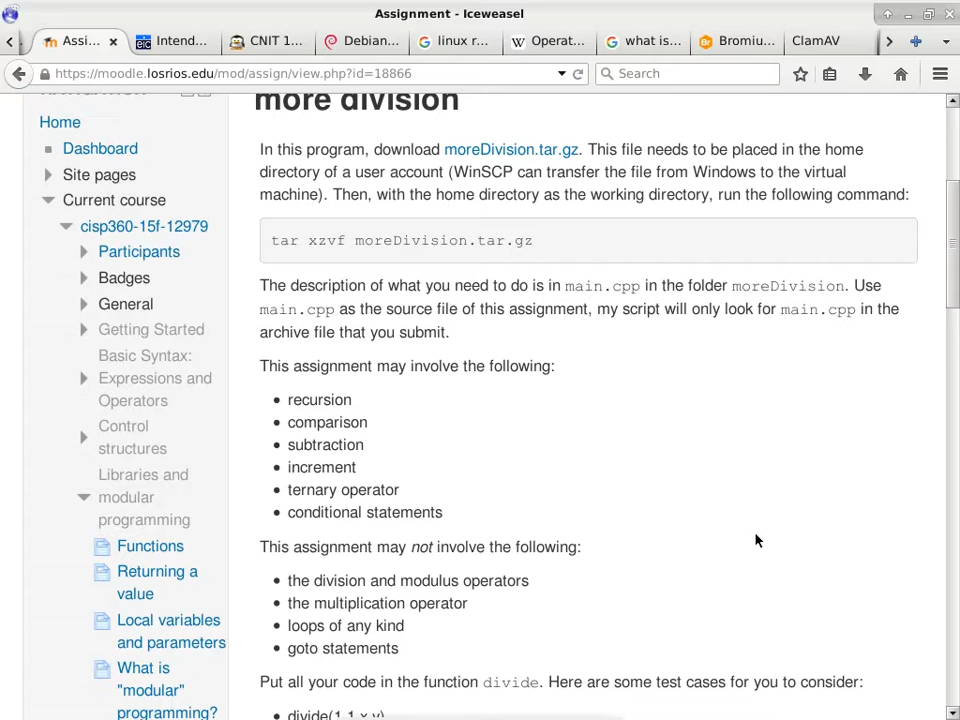 Assignment - Iceweasel
Assi...
Intend...
CNIT 1...
Debian...
linux r...
Operat...
what is...
Bromiu...
ClamAV
https://moodle.losrios.edu/mod/assign/view.php?id=18866
Search
more division
Home
Dashboard
Site pages
Current course
cisp360-15f-12979
Participants
Badges
General
Getting Started
Basic Syntax:
Expressions and
Operators
Control
structures
Libraries and
modular
programming
Functions
Returning a
value
Local variables
and parameters
What is
"modular"
programming?
In this program, download moreDivision.tar.gz. This file needs to be placed in the home
directory of a user account (WinSCP can transfer the file from Windows to the virtual
machine). Then, with the home directory as the working directory, run the following command:
tar xzvf moreDivision.tar.gz
The description of what you need to do is in main.cpp in the folder moreDivision. Use
main.cpp as the source file of this assignment, my script will only look for main.cpp in the
archive file that you submit.
This assignment may involve the following:
• recursion
• comparison
• subtraction
• increment
• ternary operator
• conditional statements
This assignment may not involve the following:
• the division and modulus operators
• the multiplication operator
• loops of any kind
• goto statements
Put all your code in the function divide. Here are some test cases for you to consider:
• divide(1,1,x,y)